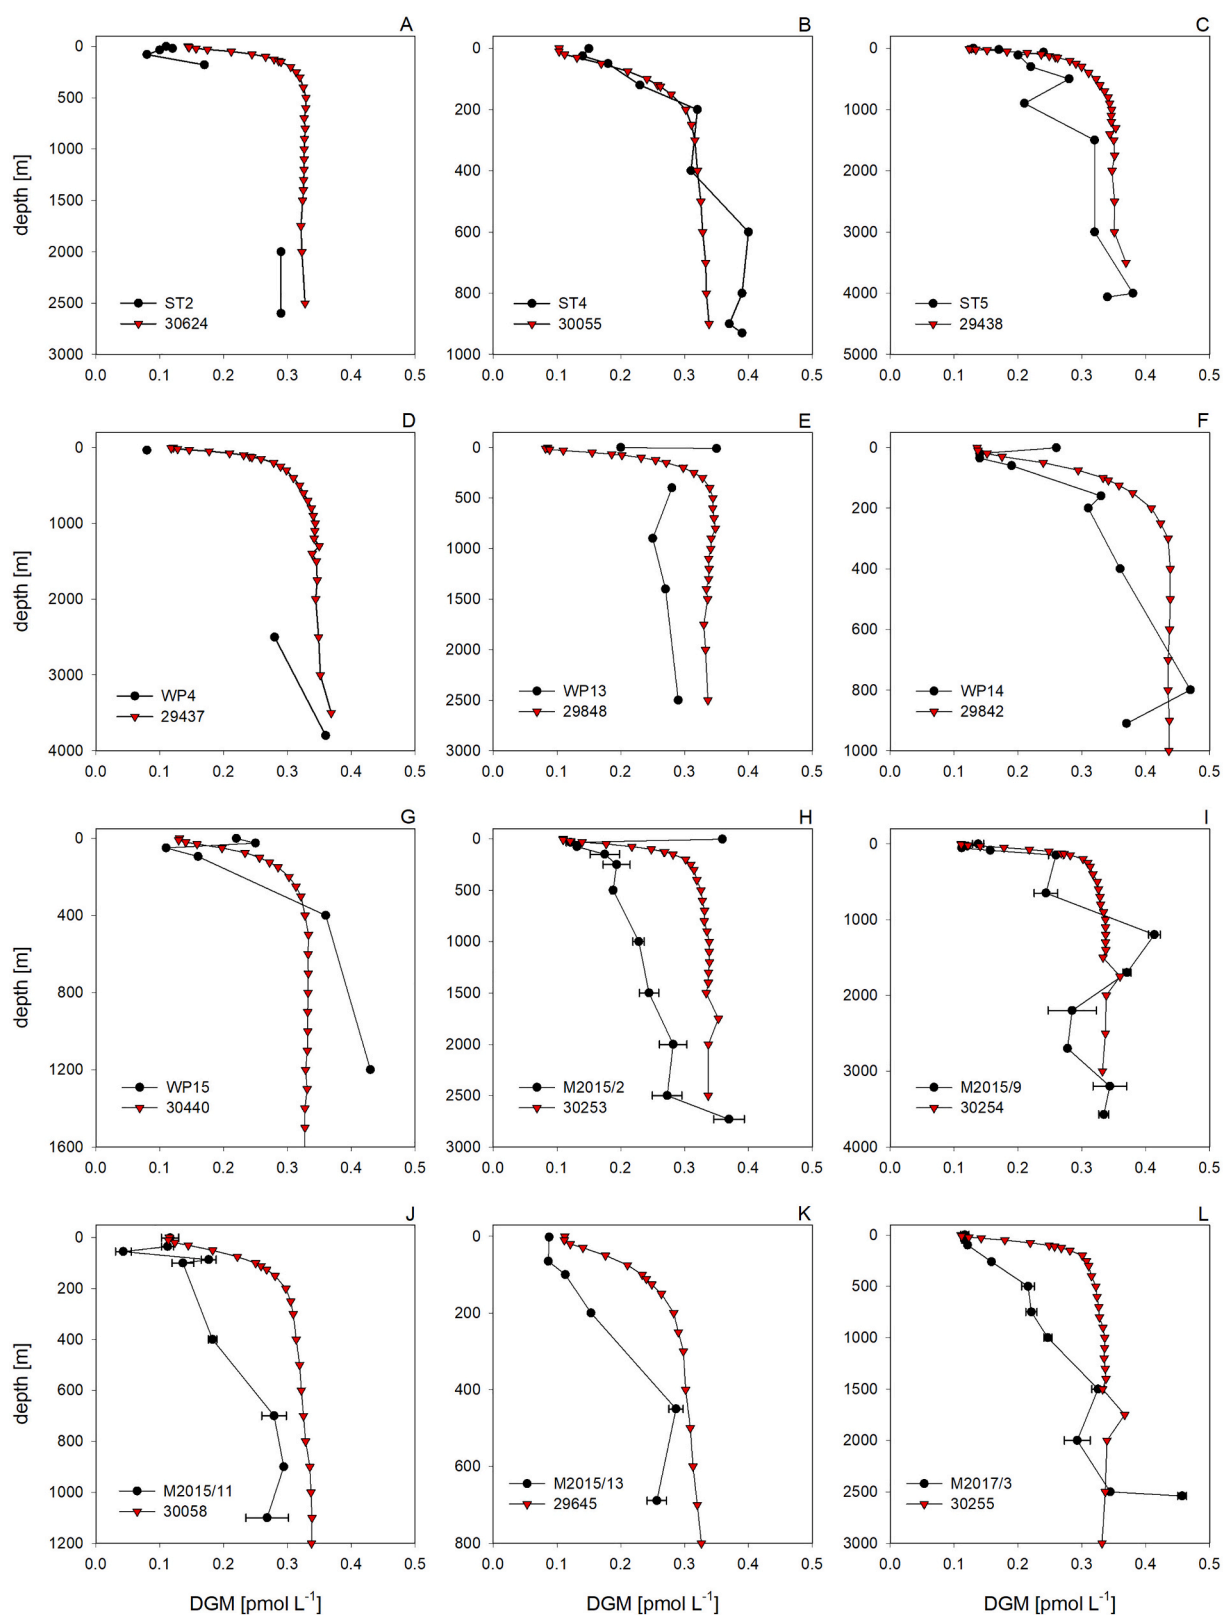 A
B
C
0
500
1000
1500
2000
2500
3000
0
200
400
600
800
1000
0
1000
2000
3000
4000
5000
depth [m]
ST2
30624
ST4
30055
ST5
29438
0.0 0.1 0.2 0.3 0.4 0.5
0.0 0.1 0.2 0.3 0.4 0.5
0.0 0.1 0.2 0.3 0.4 0.5
D
E
F
0
1000
2000
3000
4000
0
500
1000
1500
2000
2500
3000
0
200
400
600
800
1000
depth [m]
WP4
29437
WP13
29848
WP14
29842
0.0 0.1 0.2 0.3 0.4 0.5
0.0 0.1 0.2 0.3 0.4 0.5
0.0 0.1 0.2 0.3 0.4 0.5
G
H
I
0
400
800
1200
1600
0
500
1000
1500
2000
2500
3000
0
1000
2000
3000
4000
depth [m]
WP15
30440
M2015/2
30253
M2015/9
30254
0.0 0.1 0.2 0.3 0.4 0.5
0.0 0.1 0.2 0.3 0.4 0.5
0.0 0.1 0.2 0.3 0.4 0.5
J
K
L
0
200
400
600
800
1000
1200
0
200
400
600
800
0
500
1000
1500
2000
2500
3000
depth [m]
M2015/11
30058
M2015/13
29645
M2017/3
30255
0.0 0.1 0.2 0.3 0.4 0.5
0.0 0.1 0.2 0.3 0.4 0.5
0.0 0.1 0.2 0.3 0.4 0.5
DGM [pmol L⁻¹]
DGM [pmol L⁻¹]
DGM [pmol L⁻¹]